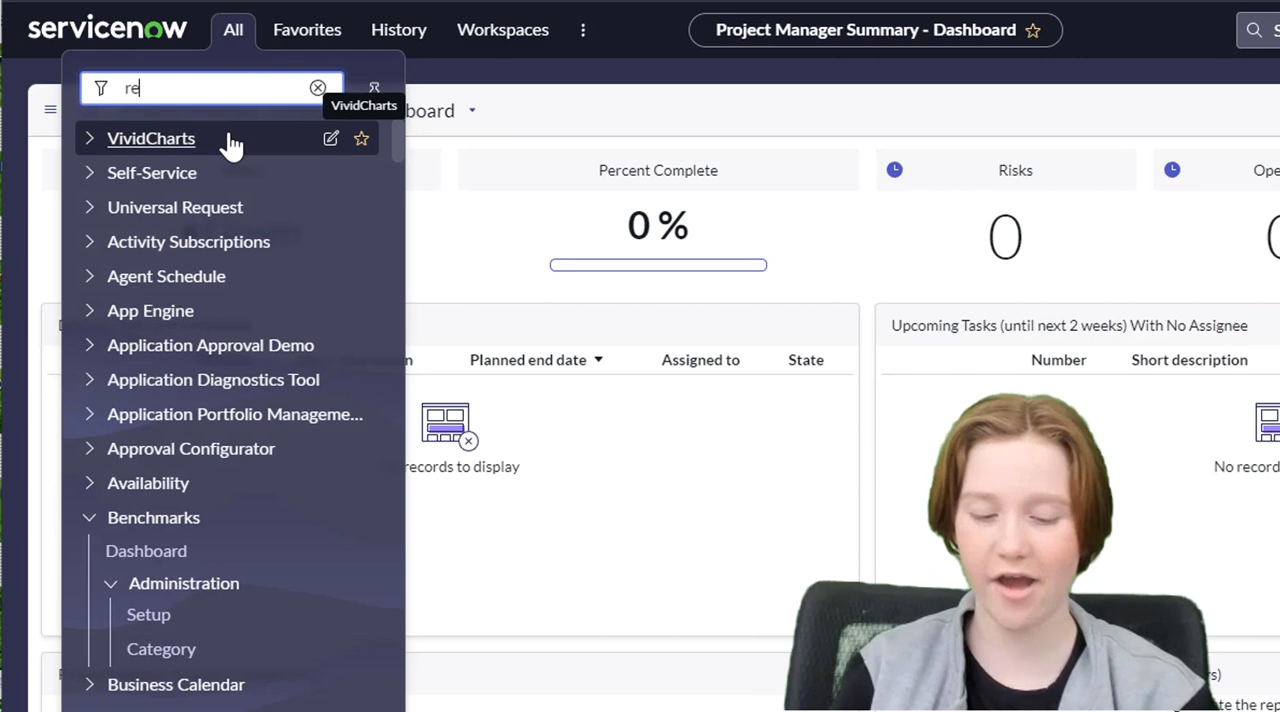 servicenow All Favorites History Workspaces Project Manager Summary - Dashboard S
re
VividCharts
board
VividCharts
Self-Service
Percent Complete Risks Ope
Universal Request
0 % 0
Activity Subscriptions
Agent Schedule
App Engine
Upcoming Tasks (until next 2 weeks) With No Assignee
Application Approval Demo
Planned end date Assigned to State Number Short description
Application Diagnostics Tool
Application Portfolio Manageme...
Approval Configurator
records to display No record
Availability
Benchmarks
Dashboard
Administration
Setup
Category
Business Calendar
s)
te the rep